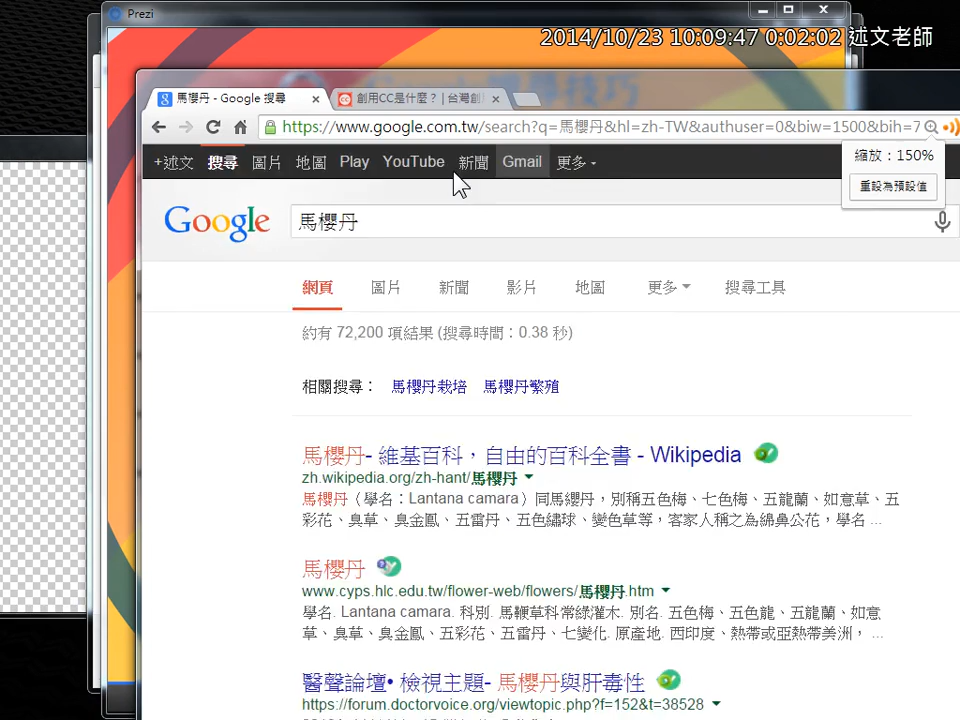 Prezi
2014/10/23 10:09:47 0:02:02 述文老師
搜尋技巧
馬櫻丹 - Google 搜尋
創用CC是什麼？ | 台灣創
https://www.google.com.tw/search?q=馬櫻丹&hl=zh-TW&authuser=0&biw=1500&bih=7
縮放：150%
重設為預設值
+述文 搜尋 圖片 地圖 Play YouTube 新聞 Gmail 更多
Google 馬櫻丹
網頁 圖片 新聞 影片 地圖 更多 搜尋工具
約有 72,200 項結果 (搜尋時間：0.38 秒)
相關搜尋： 馬櫻丹栽培 馬櫻丹繁殖
馬櫻丹- 維基百科，自由的百科全書 - Wikipedia
zh.wikipedia.org/zh-hant/馬櫻丹
馬櫻丹（學名：Lantana camara）同馬纓丹，別稱五色梅、七色梅、五龍蘭、如意草、五
彩花、臭草、臭金鳳、五雷丹、五色繡球、變色草等，客家人稱之為綿鼻公花，學名 ...
馬櫻丹
www.cyps.hlc.edu.tw/flower-web/flowers/馬櫻丹.htm
學名. Lantana camara. 科別. 馬鞭草科常綠灌木. 別名. 五色梅、五色龍、五龍蘭、如意
草、臭草、臭金鳳、五彩花、五雷丹、七變化. 原產地. 西印度、熱帶或亞熱帶美洲， ...
醫聲論壇• 檢視主題- 馬櫻丹與肝毒性
https://forum.doctorvoice.org/viewtopic.php?f=152&t=38528